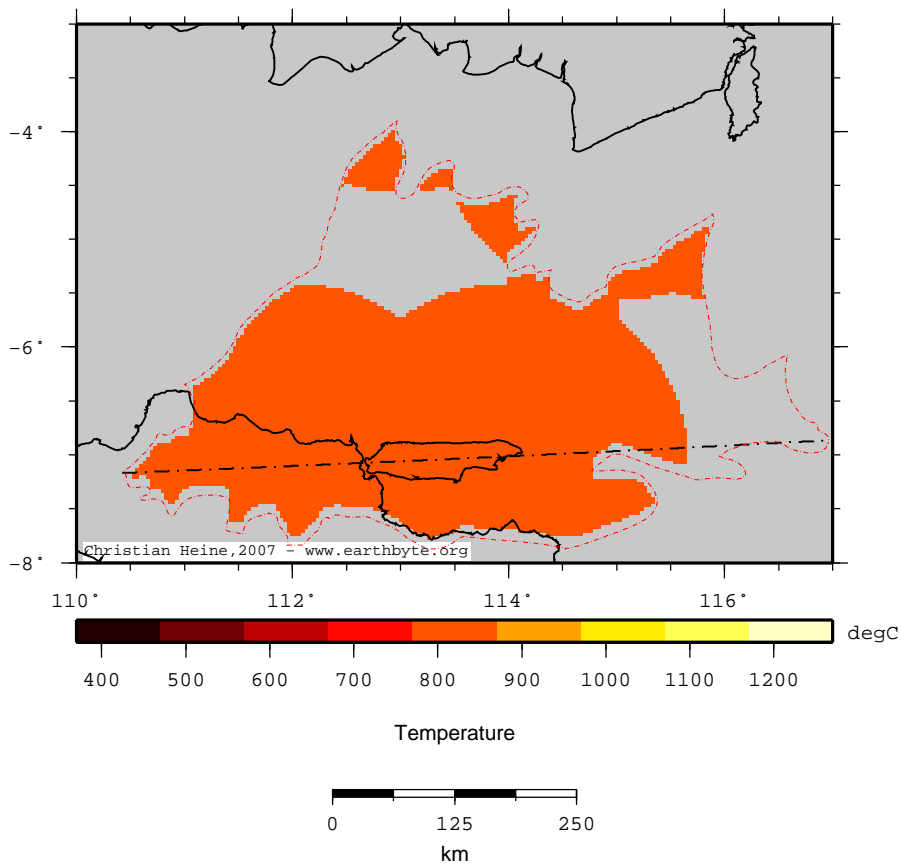 -4°
-6°
-8°
Christian Heine,2007 - www.earthbyte.org
110° 112° 114° 116°
degC
400 500 600 700 800 900 1000 1100 1200
Temperature
0 125 250
km